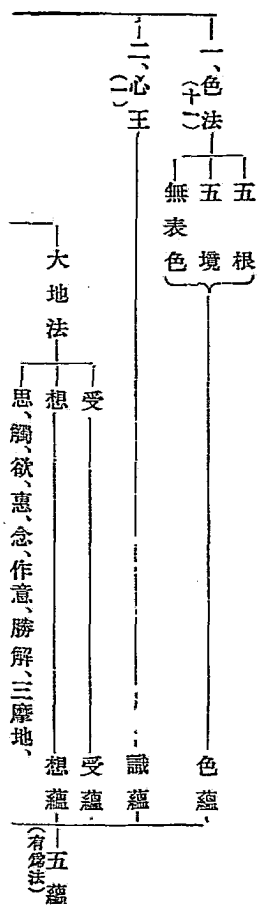 一、色法
(十一)
五根
五境
無表色
色蘊
二、心王
(一)
識蘊
大地法
受
受蘊
想
想蘊
思、觸、欲、惠、念、作意、勝解、三摩地、
五蘊
(有為法)